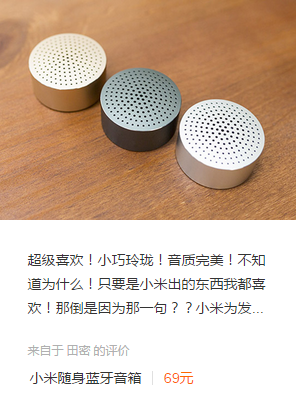 超级喜欢！小巧玲珑！音质完美！不知
道为什么！只要是小米出的东西我都喜
欢！那倒是因为那一句？？小米为发...
来自于 田密 的评价
小米随身蓝牙音箱 | 69元